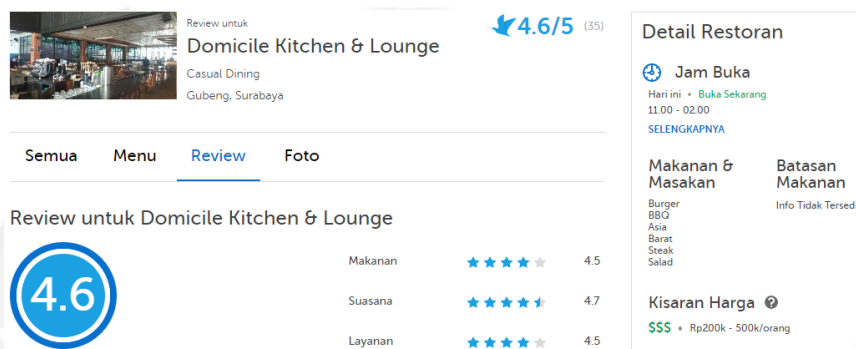 Review untuk
Domicile Kitchen & Lounge
Casual Dining
Gubeng, Surabaya
4.6/5 (35)
Semua Menu Review Foto
Review untuk Domicile Kitchen & Lounge
4.6
Makanan 4.5
Suasana 4.7
Layanan 4.5
Detail Restoran
Jam Buka
Hari ini • Buka Sekarang
11.00 - 02.00
SELENGKAPNYA
Makanan &
Masakan
Burger
BBQ
Asia
Barat
Steak
Salad
Batasan
Makanan
Info Tidak Tersedi
Kisaran Harga ?
$$$ • Rp200k - 500k/orang